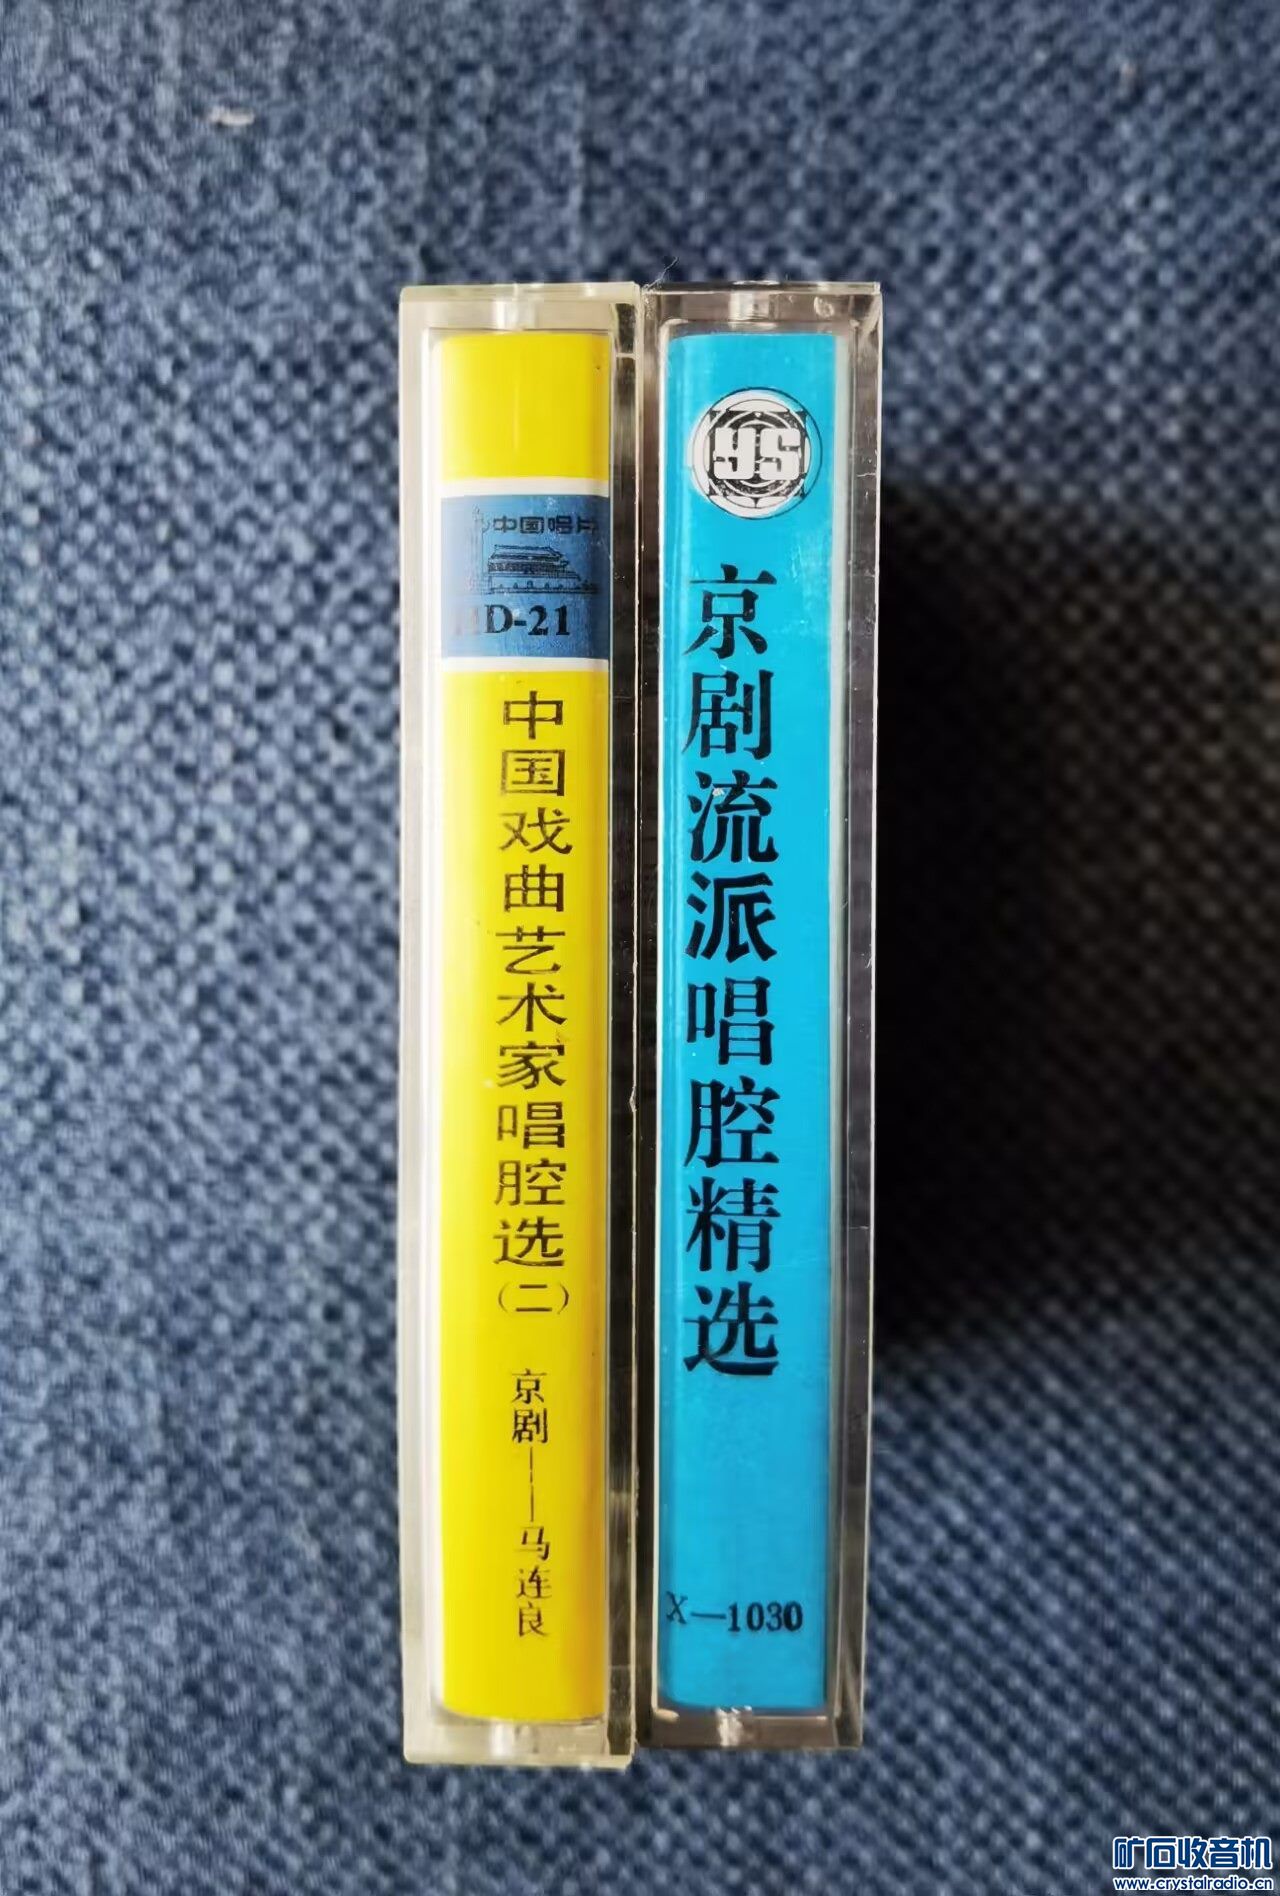 中国唱片
D-21
中国戏曲艺术家唱腔选(二)
京剧——马连良
YS
京剧流派唱腔精选
X—1030
矿石收音机
www.crystalradio.cn